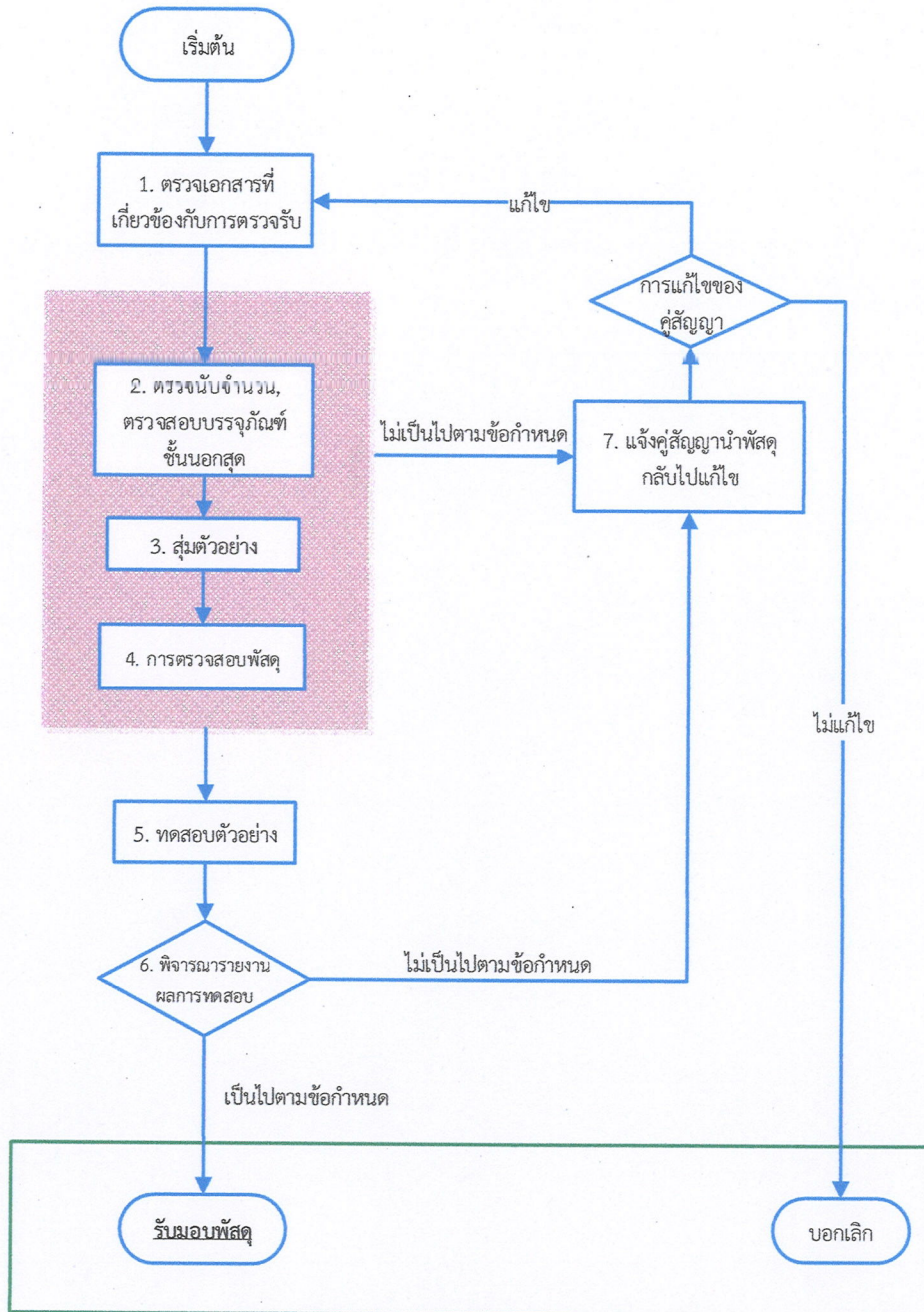 เริ่มต้น
1. ตรวจเอกสารที่
เกี่ยวข้องกับการตรวจรับ
แก้ไข
การแก้ไขของ
คู่สัญญา
2. ตรวจนับจำนวน,
ตรวจสอบบรรจุภัณฑ์
ชั้นนอกสุด
ไม่เป็นไปตามข้อกำหนด
7. แจ้งคู่สัญญานำพัสดุ
กลับไปแก้ไข
3. สุ่มตัวอย่าง
4. การตรวจสอบพัสดุ
ไม่แก้ไข
5. ทดสอบตัวอย่าง
6. พิจารณารายงาน
ผลการทดสอบ
ไม่เป็นไปตามข้อกำหนด
เป็นไปตามข้อกำหนด
รับมอบพัสดุ
บอกเลิก